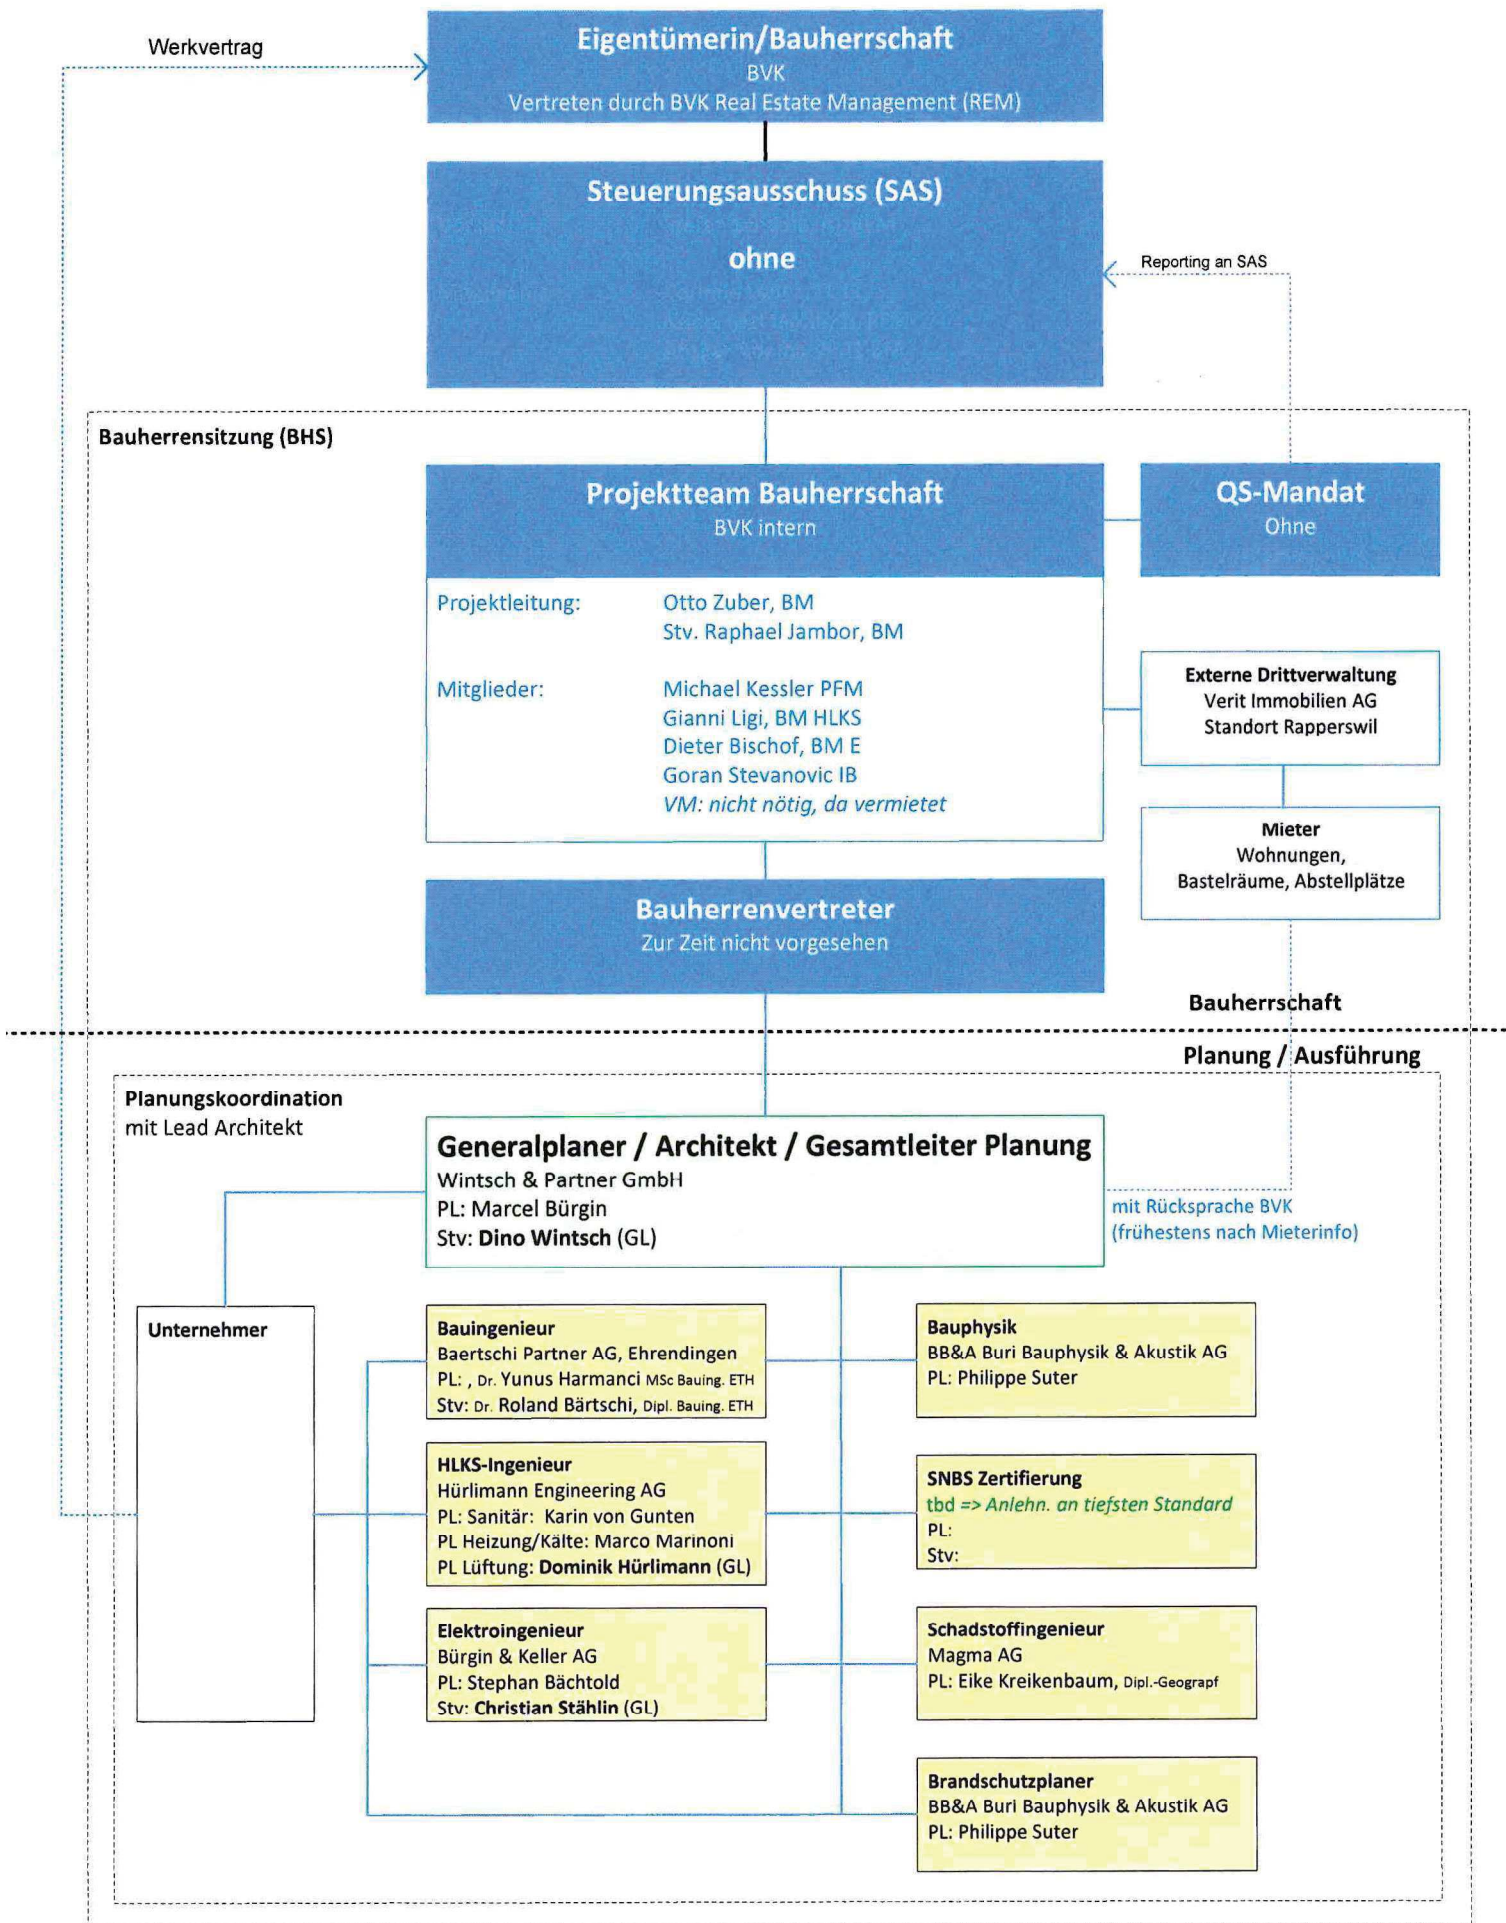 Werkvertrag
Eigentümerin/Bauherrschaft
BVK
Vertreten durch BVK Real Estate Management (REM)
Steuerungsausschuss (SAS)
ohne
Reporting an SAS
Bauherrensitzung (BHS)
Projektteam Bauherrschaft
BVK intern
QS-Mandat
Ohne
Projektleitung: Otto Zuber, BM
Stv. Raphael Jambor, BM
Mitglieder: Michael Kessler PFM
Gianni Ligi, BM HLKS
Dieter Bischof, BM E
Goran Stevanovic IB
VM: nicht nötig, da vermietet
Externe Drittverwaltung
Verit Immobilien AG
Standort Rapperswil
Mieter
Wohnungen,
Bastelräume, Abstellplätze
Bauherrenvertreter
Zur Zeit nicht vorgesehen
Bauherrschaft
Planung / Ausführung
Planungskoordination
mit Lead Architekt
Generalplaner / Architekt / Gesamtleiter Planung
Wintsch & Partner GmbH
PL: Marcel Bürgin
Stv: Dino Wintsch (GL)
mit Rücksprache BVK
(frühestens nach Mieterinfo)
Unternehmer
Bauingenieur
Baertschi Partner AG, Ehrendingen
PL: , Dr. Yunus Harmanci MSc Bauing. ETH
Stv: Dr. Roland Bärtschi, Dipl. Bauing. ETH
Bauphysik
BB&A Buri Bauphysik & Akustik AG
PL: Philippe Suter
HLKS-Ingenieur
Hürlimann Engineering AG
PL: Sanitär: Karin von Gunten
PL Heizung/Kälte: Marco Marinoni
PL Lüftung: Dominik Hürlimann (GL)
SNBS Zertifierung
tbd => Anlehn. an tiefsten Standard
PL:
Stv:
Elektroingenieur
Bürgin & Keller AG
PL: Stephan Bächtold
Stv: Christian Stählin (GL)
Schadstoffingenieur
Magma AG
PL: Eike Kreikenbaum, Dipl.-Geograpf
Brandschutzplaner
BB&A Buri Bauphysik & Akustik AG
PL: Philippe Suter